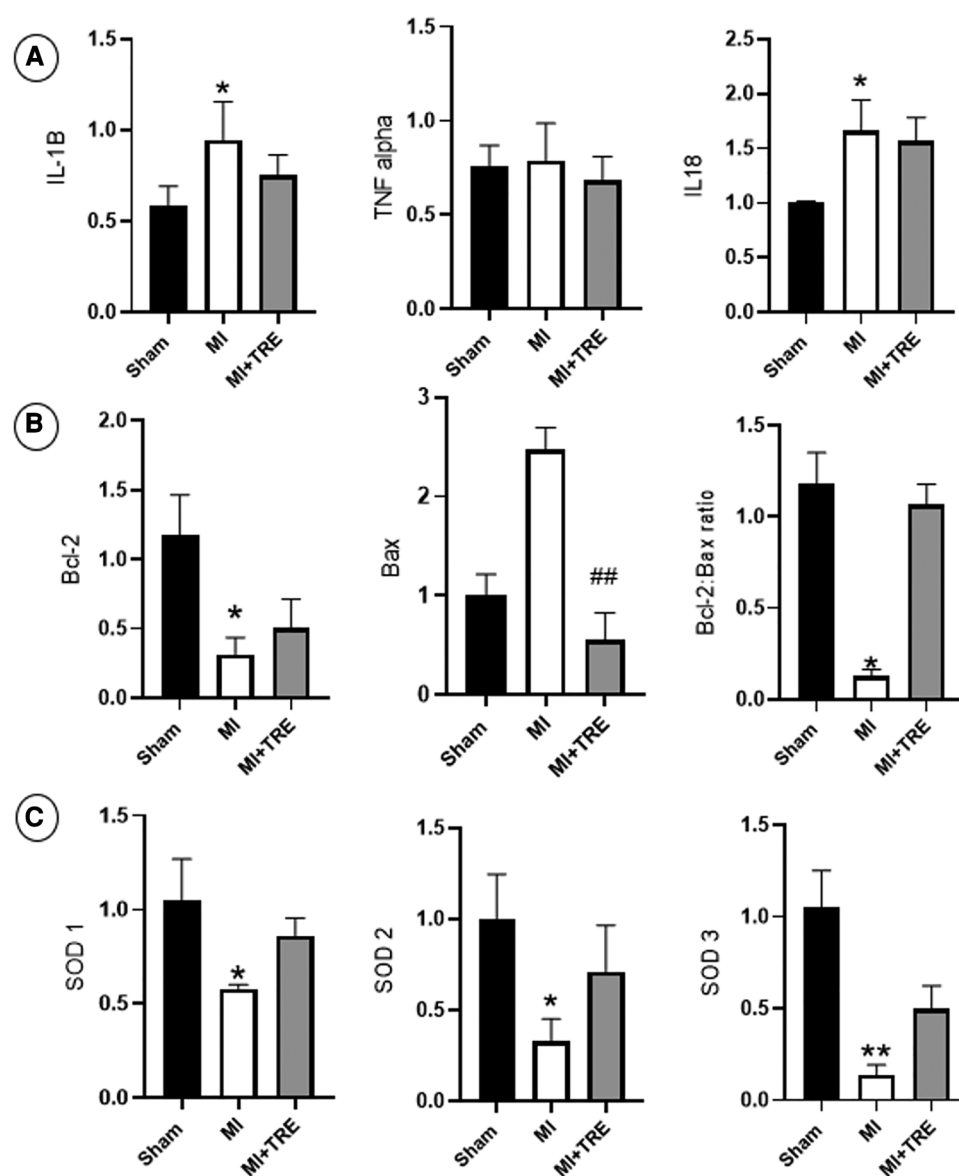 A
IL-1B
1.5
1.0
0.5
0.0
*
Sham
MI
MI+TRE
TNF alpha
1.5
1.0
0.5
0.0
Sham
MI
MI+TRE
IL18
2.5
2.0
1.5
1.0
0.5
0.0
*
Sham
MI
MI+TRE
B
Bcl-2
2.0
1.5
1.0
0.5
0.0
*
Sham
MI
MI+TRE
Bax
3
2
1
0
##
Sham
MI
MI+TRE
Bcl-2:Bax ratio
1.5
1.0
0.5
0.0
*
Sham
MI
MI+TRE
C
SOD 1
1.5
1.0
0.5
0.0
*
Sham
MI
MI+TRE
SOD 2
1.5
1.0
0.5
0.0
*
Sham
MI
MI+TRE
SOD 3
1.5
1.0
0.5
0.0
**
Sham
MI
MI+TRE